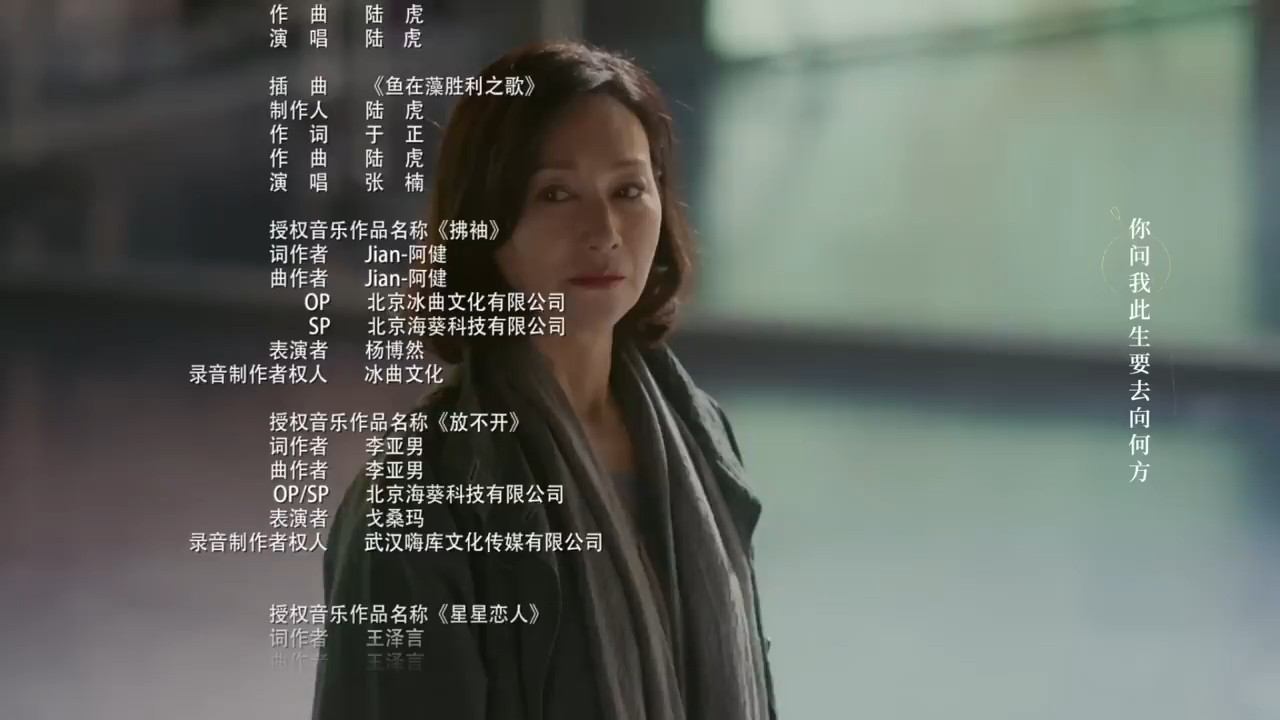 作 曲 陆 虎
演 唱 陆 虎
插 曲 《鱼在藻胜利之歌》
制作人 陆 虎
作 词 于 正
作 曲 陆 虎
演 唱 张 楠
授权音乐作品名称《拂袖》
词作者 Jian-阿健
曲作者 Jian-阿健
OP 北京冰曲文化有限公司
SP 北京海葵科技有限公司
表演者 杨博然
录音制作者权人 冰曲文化
授权音乐作品名称《放不开》
词作者 李亚男
曲作者 李亚男
OP/SP 北京海葵科技有限公司
表演者 戈桑玛
录音制作者权人 武汉嗨库文化传媒有限公司
授权音乐作品名称《星星恋人》
词作者 王泽言
曲作者 王泽言
你问我此生要去向何方